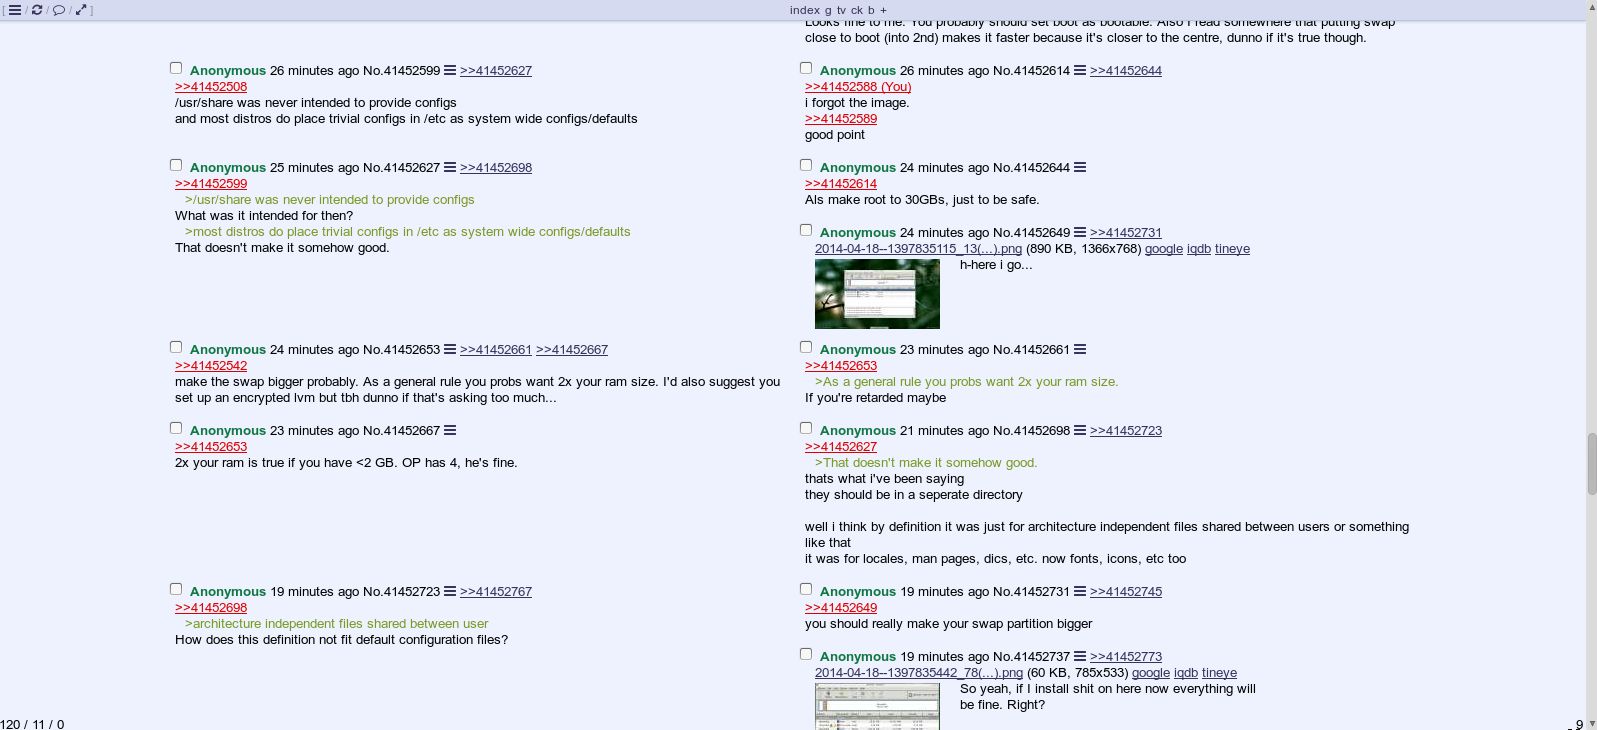 [ / / / ]
index g tv ck b +
Looks fine to me. You probably should set boot as bootable. Also I read somewhere that putting swap
close to boot (into 2nd) makes it faster because it's closer to the centre, dunno if it's true though.
Anonymous 26 minutes ago No.41452599 >>41452627
>>41452508
/usr/share was never intended to provide configs
and most distros do place trivial configs in /etc as system wide configs/defaults
Anonymous 26 minutes ago No.41452614 >>41452644
>>41452588 (You)
i forgot the image.
>>41452589
good point
Anonymous 25 minutes ago No.41452627 >>41452698
>>41452599
>/usr/share was never intended to provide configs
What was it intended for then?
>most distros do place trivial configs in /etc as system wide configs/defaults
That doesn't make it somehow good.
Anonymous 24 minutes ago No.41452644
>>41452614
Als make root to 30GBs, just to be safe.
Anonymous 24 minutes ago No.41452649 >>41452731
2014-04-18--1397835115_13(...).png (890 KB, 1366x768) google iqdb tineye
h-here i go...
Anonymous 24 minutes ago No.41452653 >>41452661 >>41452667
>>41452542
make the swap bigger probably. As a general rule you probs want 2x your ram size. I'd also suggest you
set up an encrypted lvm but tbh dunno if that's asking too much...
Anonymous 23 minutes ago No.41452661
>>41452653
>As a general rule you probs want 2x your ram size.
If you're retarded maybe
Anonymous 23 minutes ago No.41452667
>>41452653
2x your ram is true if you have <2 GB. OP has 4, he's fine.
Anonymous 21 minutes ago No.41452698 >>41452723
>>41452627
>That doesn't make it somehow good.
thats what i've been saying
they should be in a seperate directory
well i think by definition it was just for architecture independent files shared between users or something
like that
it was for locales, man pages, dics, etc. now fonts, icons, etc too
Anonymous 19 minutes ago No.41452723 >>41452767
>>41452698
>architecture independent files shared between user
How does this definition not fit default configuration files?
Anonymous 19 minutes ago No.41452731 >>41452745
>>41452649
you should really make your swap partition bigger
Anonymous 19 minutes ago No.41452737 >>41452773
2014-04-18--1397835442_78(...).png (60 KB, 785x533) google iqdb tineye
So yeah, if I install shit on here now everything will
be fine. Right?
120 / 11 / 0
9